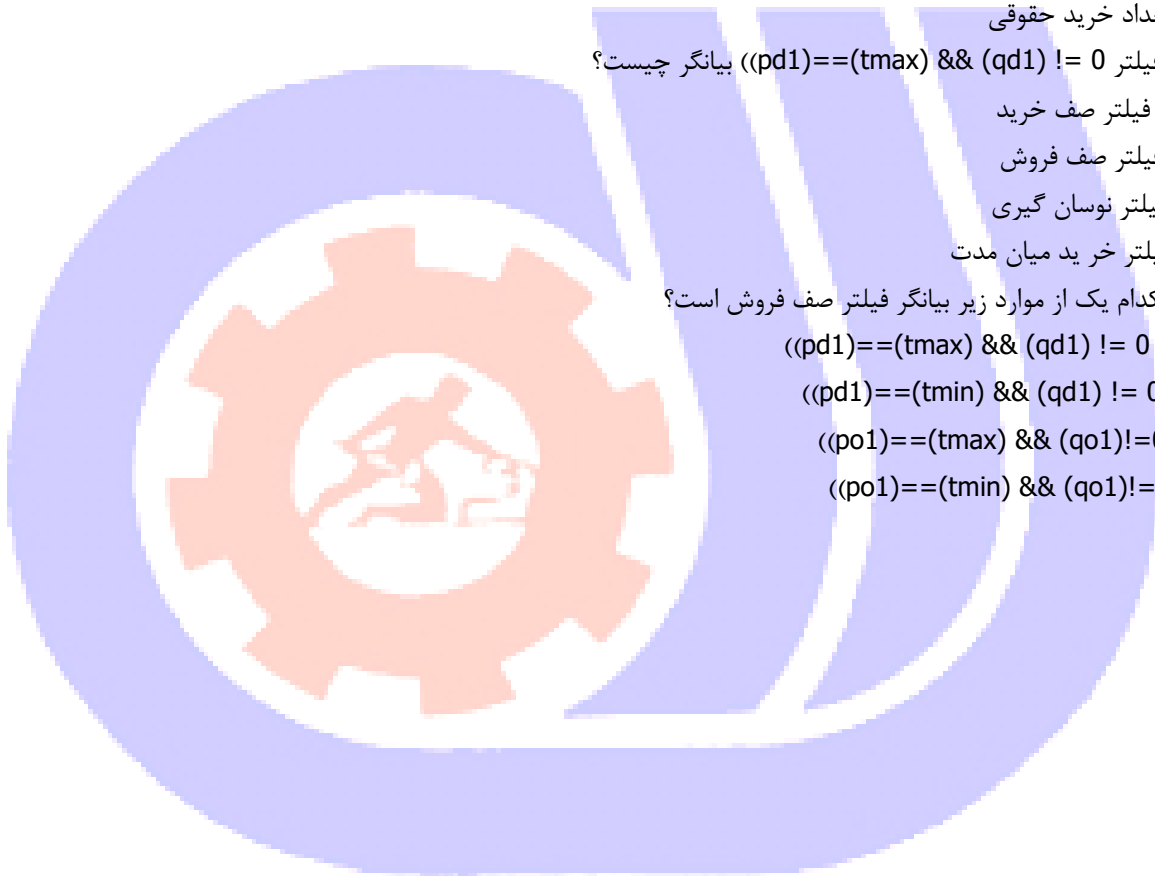 خرید حقوقی
فیلتر 0 =! (qd1) && (tmax)==(pd1)) بیانگر چیست؟
فیلتر صف خرید
فیلتر صف فروش
فیلتر نوسان گیری
فیلتر خر ید میان مدت
کدام یک از موارد زیر بیانگر فیلتر صف فروش است؟
((pd1)==(tmax) && (qd1) != 0
((pd1)==(tmin) && (qd1) != 0
((po1)==(tmax) && (qo1)!=0
((po1)==(tmin) && (qo1)!=